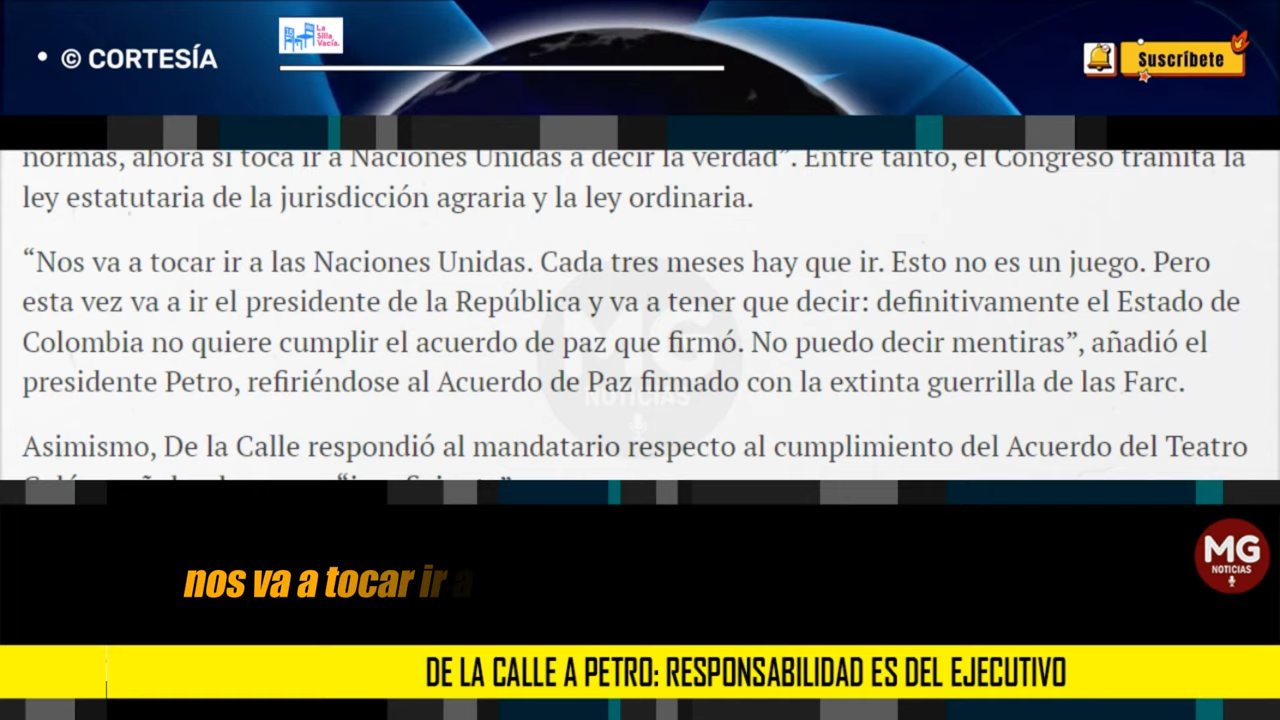 • © CORTESÍA
La
Silla
Vacía.
Suscríbete
normas, ahora sí toca ir a Naciones Unidas a decir la verdad”. Entre tanto, el Congreso tramita la
ley estatutaria de la jurisdicción agraria y la ley ordinaria.
“Nos va a tocar ir a las Naciones Unidas. Cada tres meses hay que ir. Esto no es un juego. Pero
esta vez va a ir el presidente de la República y va a tener que decir: definitivamente el Estado de
Colombia no quiere cumplir el acuerdo de paz que firmó. No puedo decir mentiras”, añadió el
presidente Petro, refiriéndose al Acuerdo de Paz firmado con la extinta guerrilla de las Farc.
Asimismo, De la Calle respondió al mandatario respecto al cumplimiento del Acuerdo del Teatro
nos va a tocar ir a
MG
NOTICIAS
DE LA CALLE A PETRO: RESPONSABILIDAD ES DEL EJECUTIVO